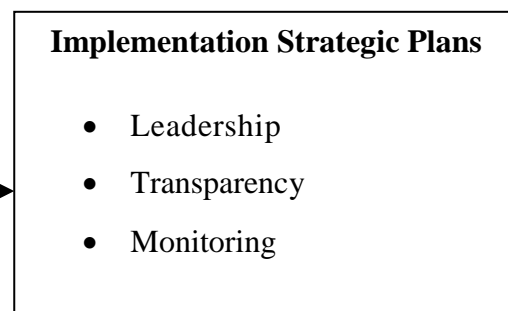 Implementation Strategic Plans
• Leadership
• Transparency
• Monitoring